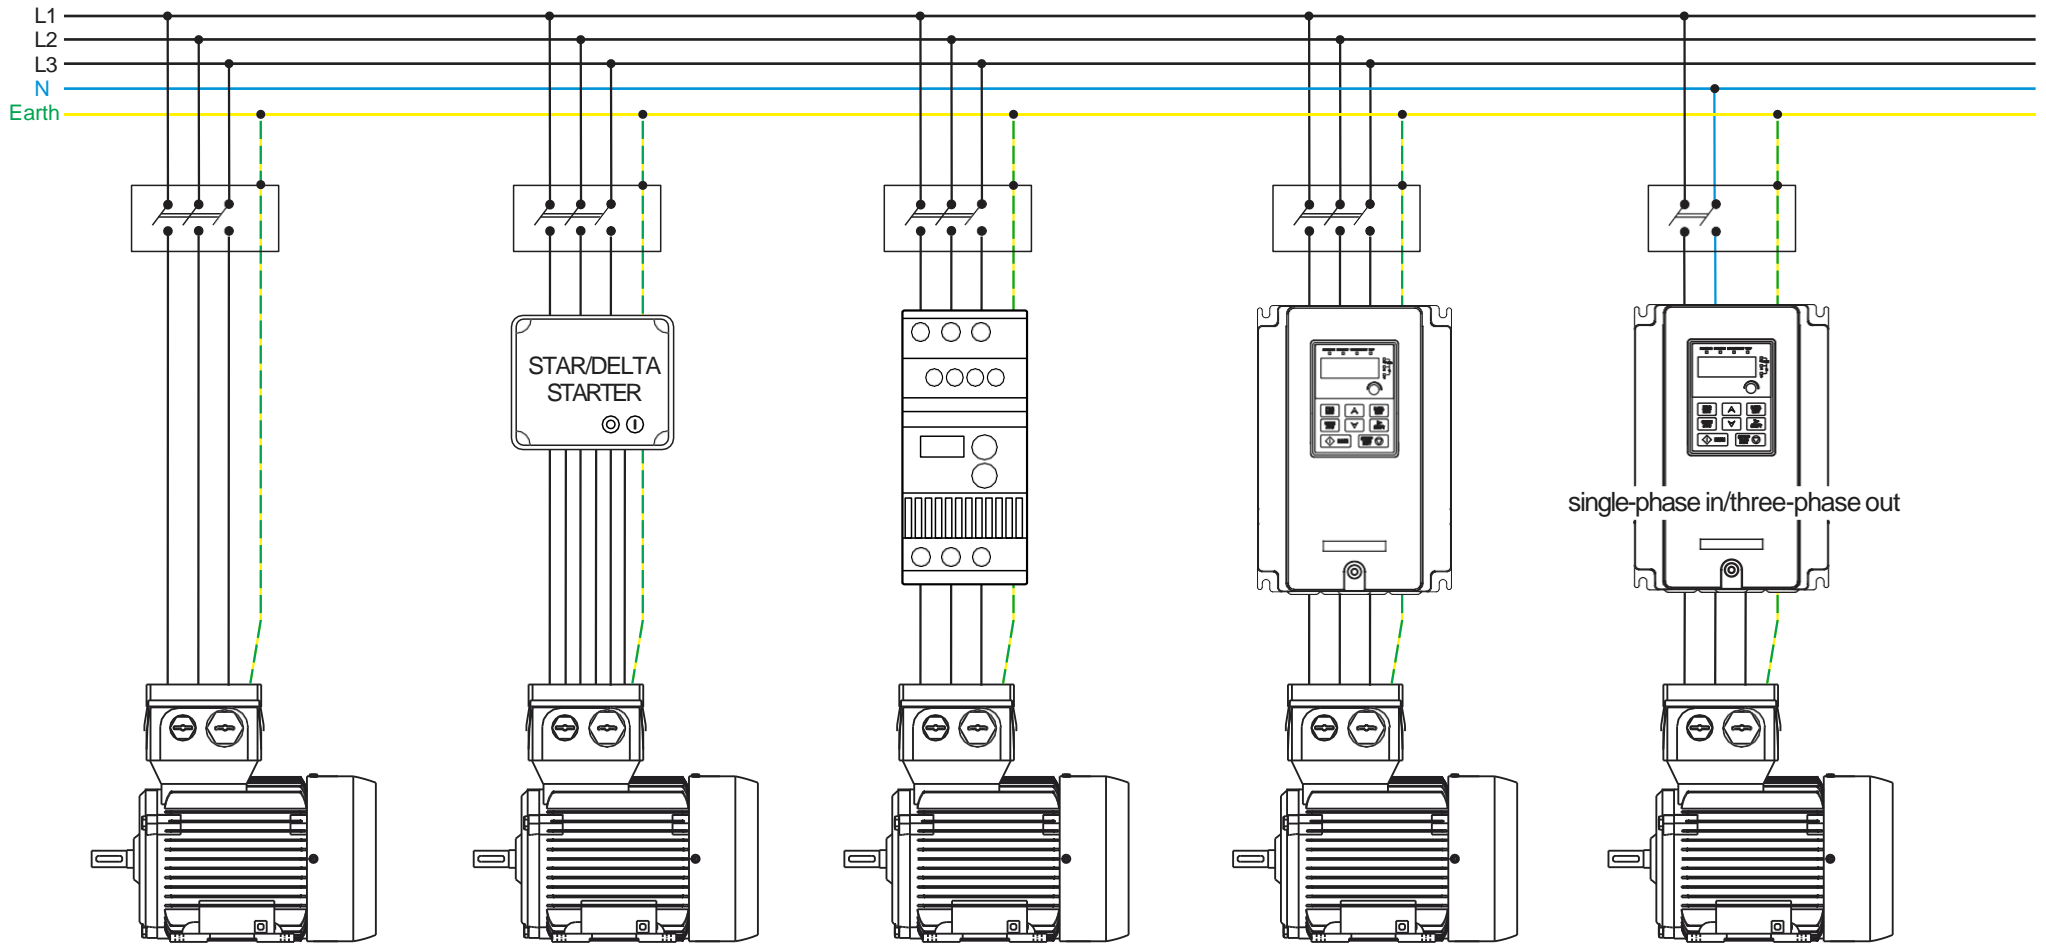 L1
L2
L3
N
Earth
STAR/DELTA
STARTER
single-phase in/three-phase out